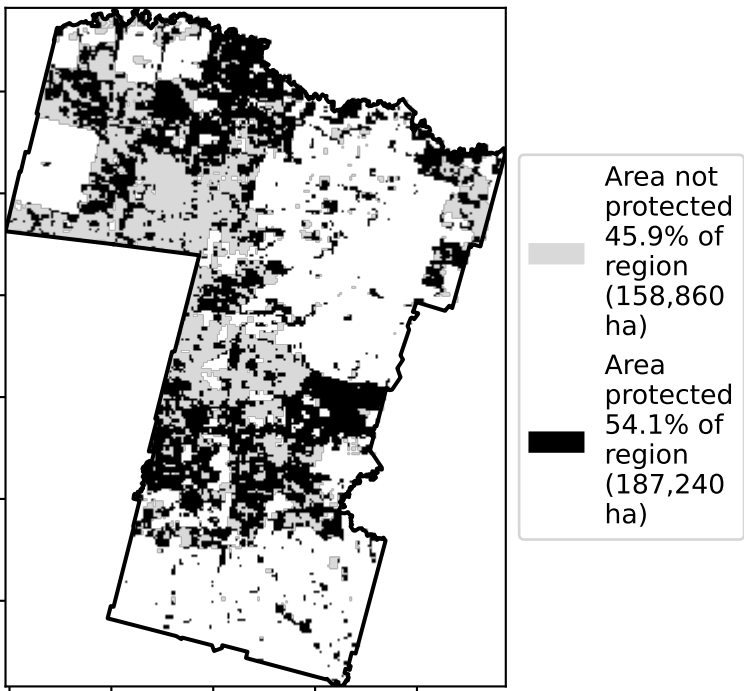 Area not
protected
45.9% of
region
(158,860
ha)
Area
protected
54.1% of
region
(187,240
ha)